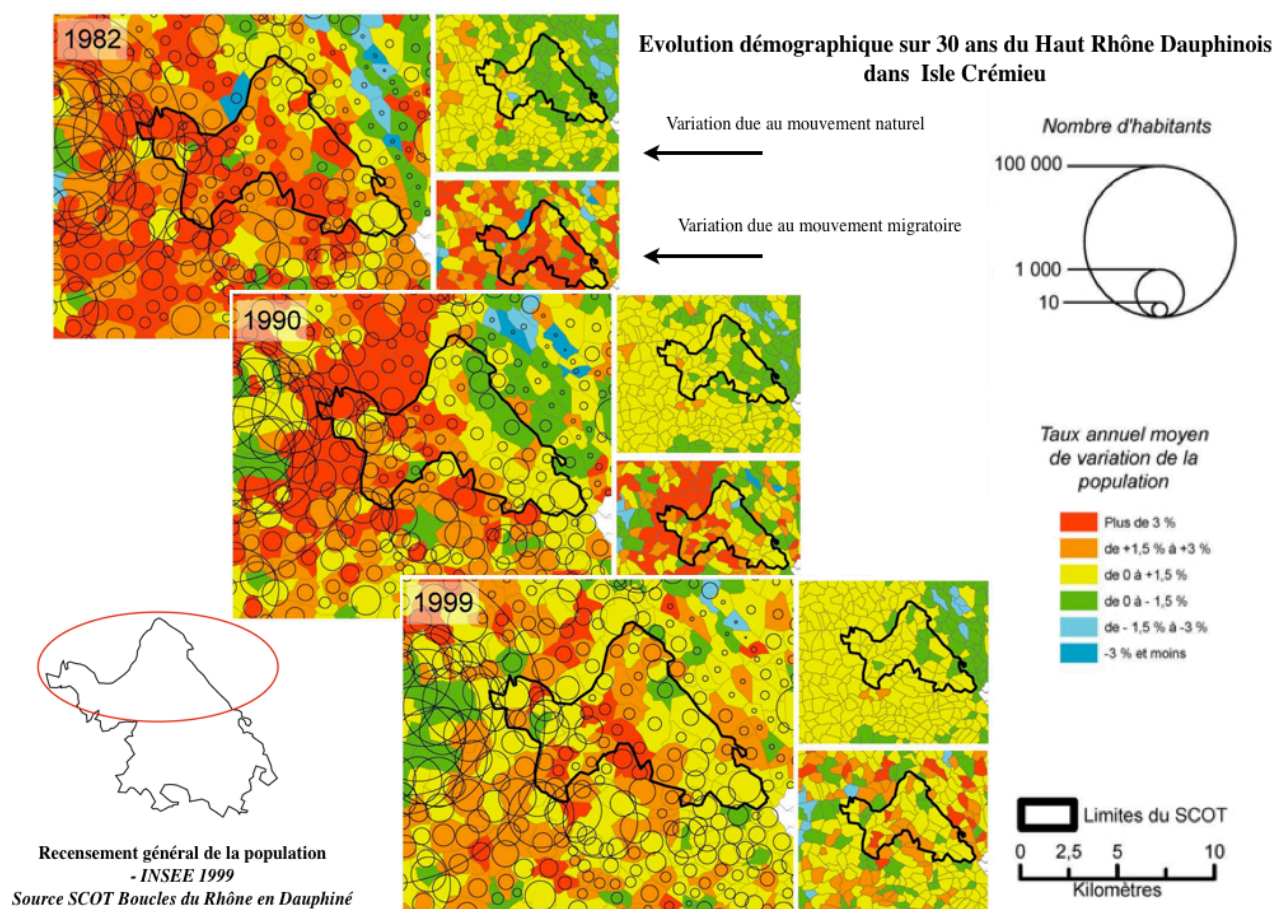 1982
Evolution démographique sur 30 ans du Haut Rhône Dauphinois
dans Isle Crémieu
Variation due au mouvement naturel
Variation due au mouvement migratoire
Nombre d'habitants
100 000
1 000
10
1990
Taux annuel moyen
de variation de la
population
Plus de 3 %
de +1,5 % à +3 %
de 0 à +1,5 %
de 0 à - 1,5 %
de - 1,5 % à -3 %
-3 % et moins
1999
Limites du SCOT
0 2,5 5 10
Kilomètres
Recensement général de la population
- INSEE 1999
Source SCOT Boucles du Rhône en Dauphiné